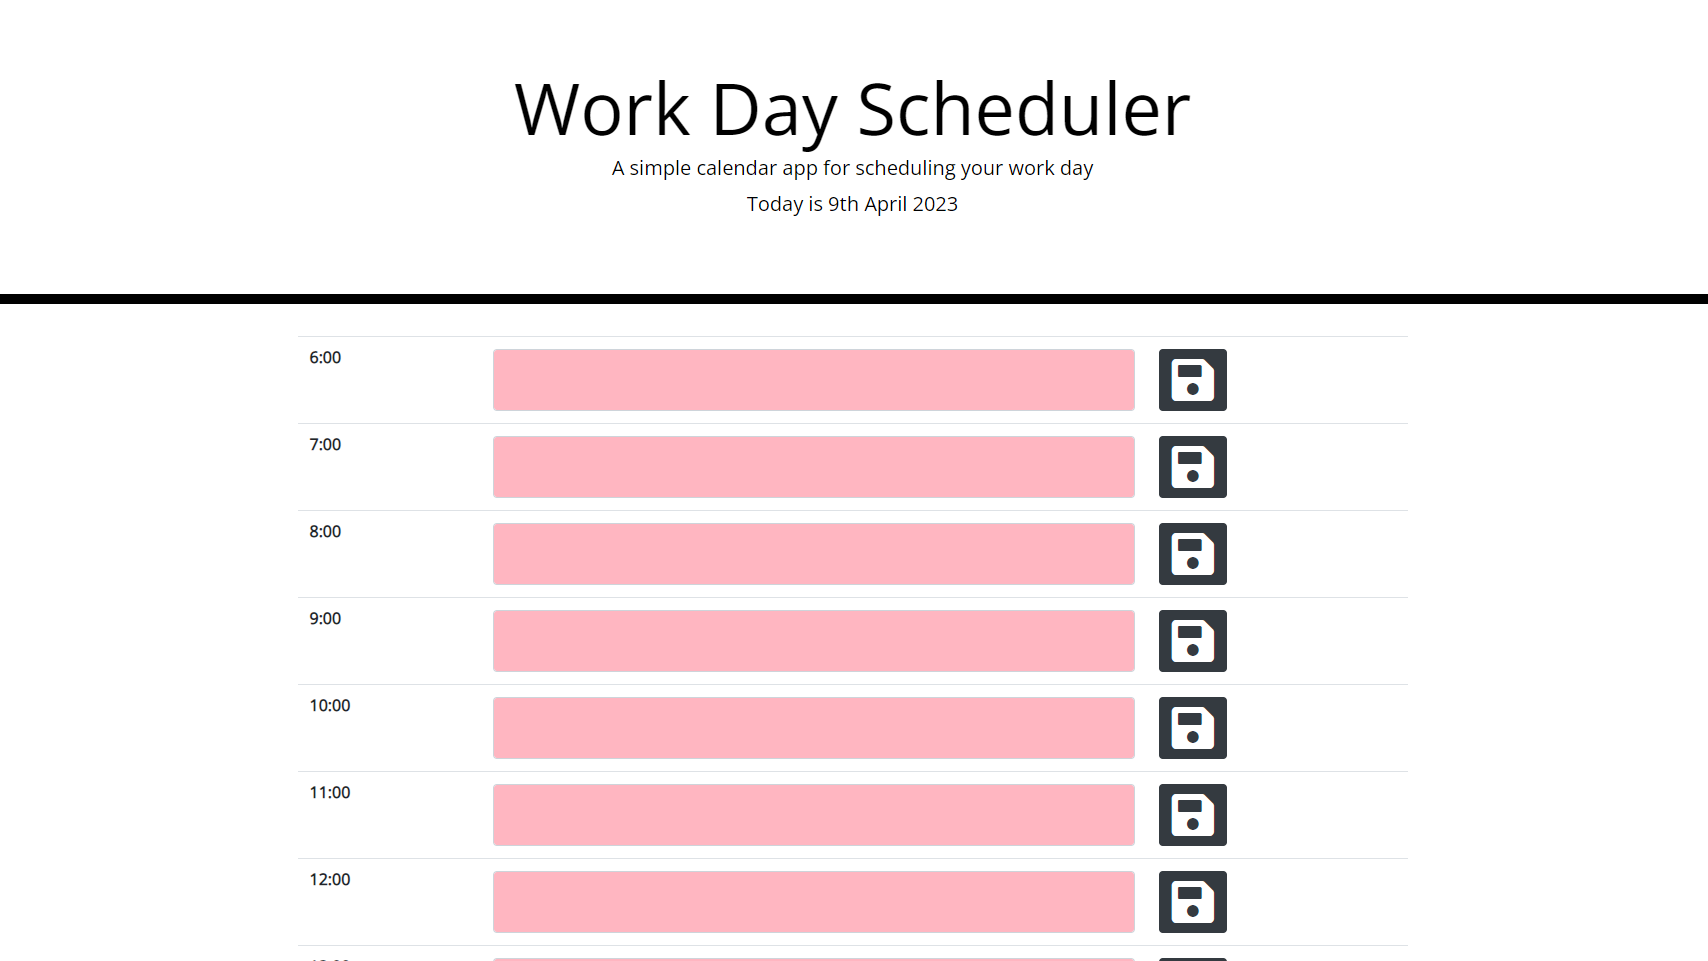 Work Day Scheduler
A simple calendar app for scheduling your work day
Today is 9th April 2023
6:00
7:00
8:00
9:00
10:00
11:00
12:00